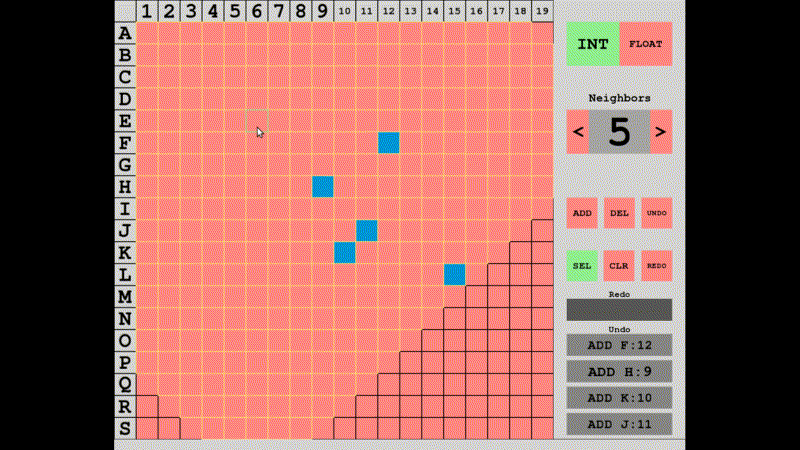 1 2 3 4 5 6 7 8 9 10 11 12 13 14 15 16 17 18 19
A
B
C
D
E
F
G
H
I
J
K
L
M
N
O
P
Q
R
S
INT FLOAT
Neighbors
< 5 >
ADD DEL UNDO
SEL CLR REDO
Redo
Undo
ADD F:12
ADD H:9
ADD K:10
ADD J:11